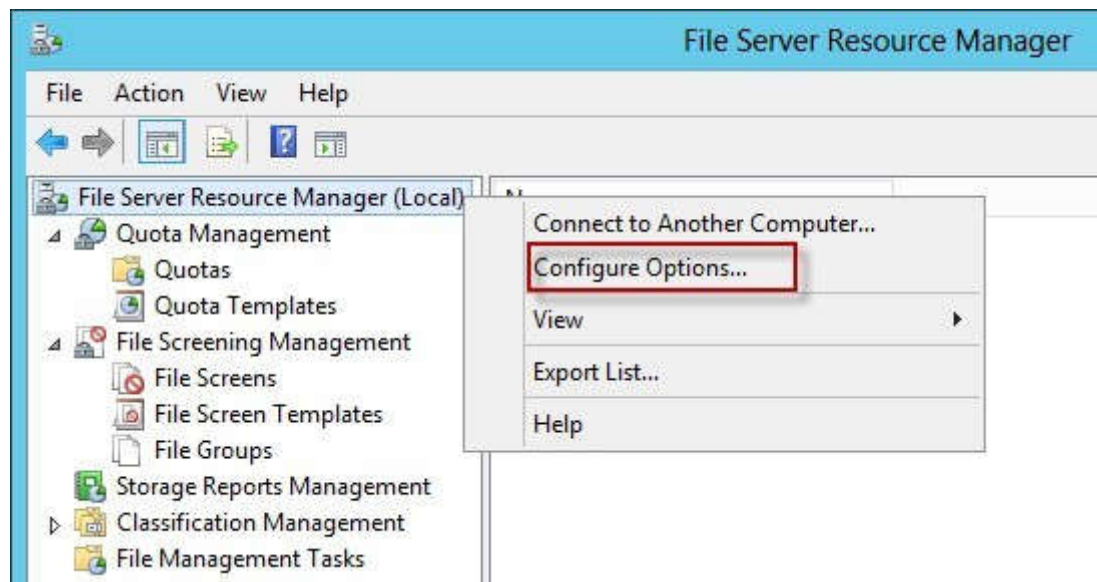 File Server Resource Manager
File Action View Help
File Server Resource Manager (Local)
Quota Management
Quotas
Quota Templates
File Screening Management
File Screens
File Screen Templates
File Groups
Storage Reports Management
Classification Management
File Management Tasks
Connect to Another Computer...
Configure Options...
View
Export List...
Help